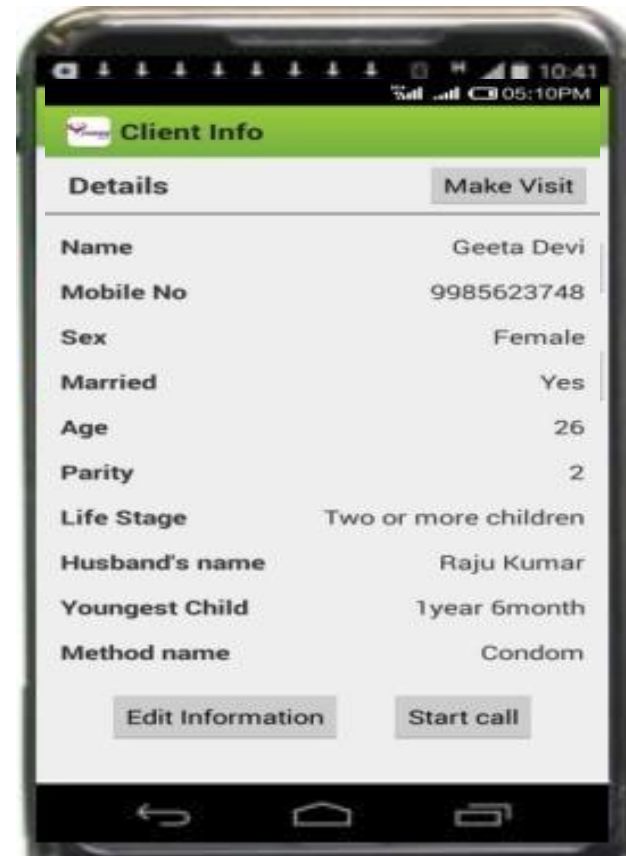 10:41
05:10PM
Client Info
Details Make Visit
Name Geeta Devi
Mobile No 9985623748
Sex Female
Married Yes
Age 26
Parity 2
Life Stage Two or more children
Husband's name Raju Kumar
Youngest Child 1year 6month
Method name Condom
Edit Information Start call